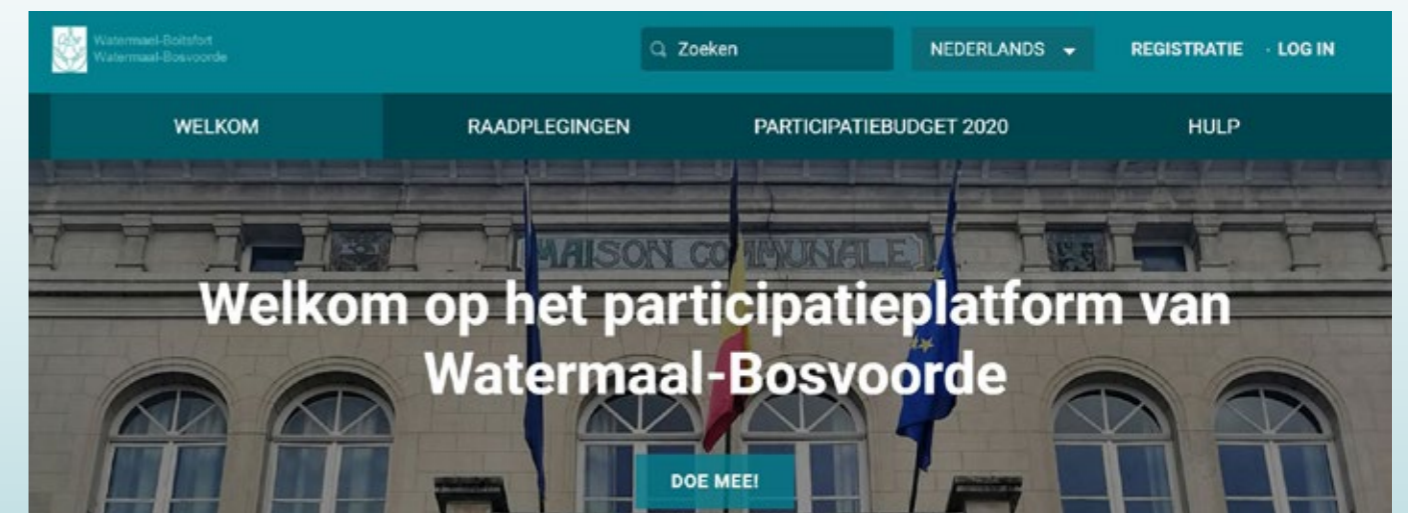 Watermael-Boitsfort
Watermaal-Bosvoorde
Zoeken
NEDERLANDS
REGISTRATIE · LOG IN
WELKOM
RAADPLEGINGEN
PARTICIPATIEBUDGET 2020
HULP
MAISON COMMUNALE
Welkom op het participatieplatform van
Watermaal-Bosvoorde
DOE MEE!